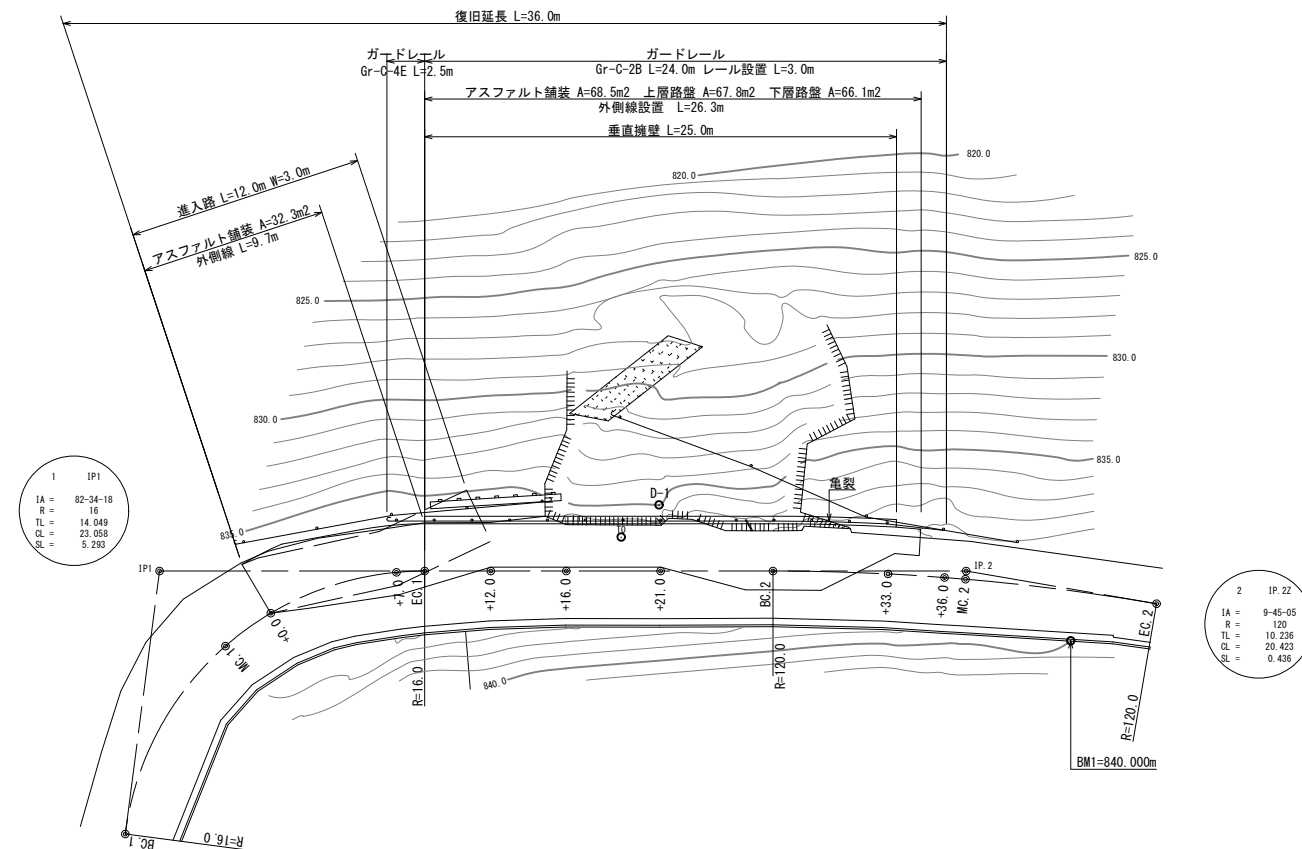 復旧延長 L=36.0m
ガードレール
Gr-C-4E L=2.5m
ガードレール
Gr-C-2B L=24.0m レール設置 L=3.0m
アスファルト舗装 A=68.5m2 上層路盤 A=67.8m2 下層路盤 A=66.1m2
外側線設置 L=26.3m
垂直擁壁 L=25.0m
進入路 L=12.0m W=3.0m
アスファルト舗装 A=32.3m2
外側線 L=9.7m
820.0
820.0
825.0
825.0
830.0
830.0
835.0
835.0
亀裂
D-1
1 IP1
IA = 82-34-18
R = 16
TL = 14.049
CL = 23.058
SL = 5.293
IP1
+7.0
EC.1
+12.0
+16.0
+21.0
BC.2
+33.0
+36.0
MC.2
IP.2
EC.2
+0.0
MC.1
BC.1
R=16.0
R=16.0
R=120.0
R=120.0
840.0
BM1=840.000m
2 IP.2Z
IA = 9-45-05
R = 120
TL = 10.236
CL = 20.423
SL = 0.436